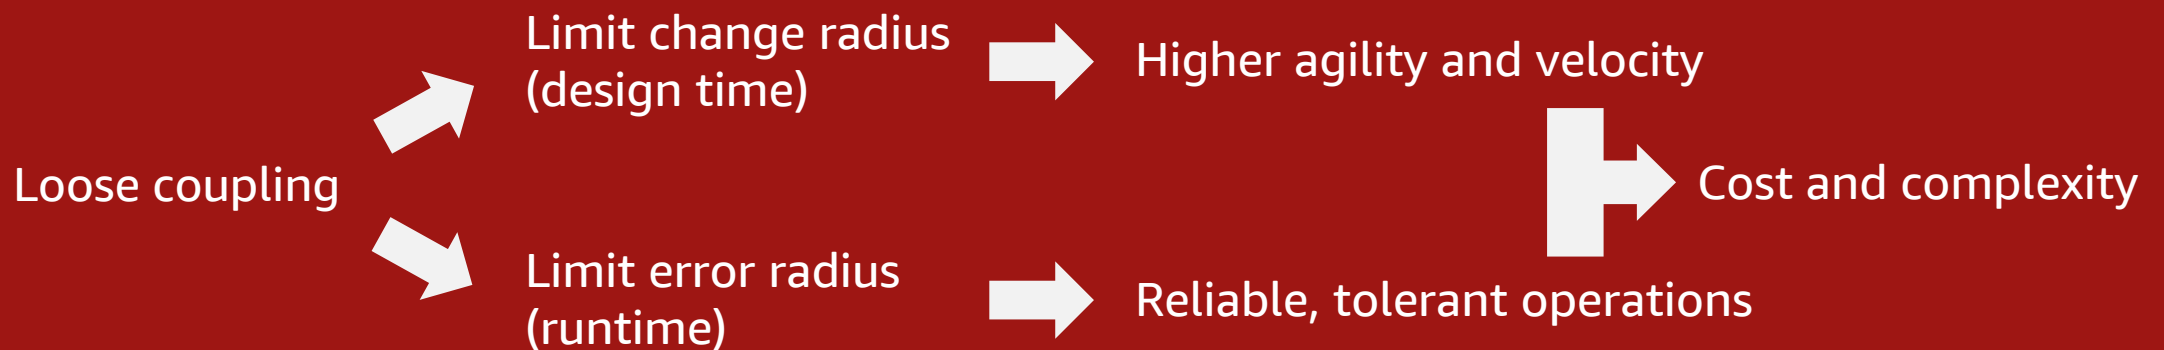 Loose coupling
Limit change radius
(design time)
Higher agility and velocity
Limit error radius
(runtime)
Reliable, tolerant operations
Cost and complexity